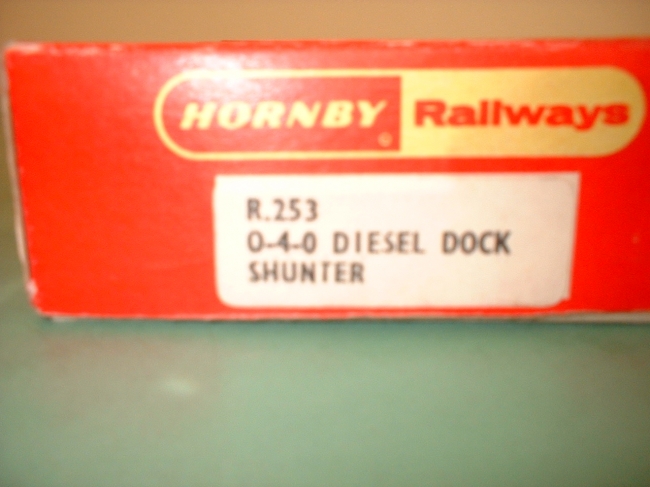 HORNBY Railways
R.253
0-4-0 DIESEL DOCK
SHUNTER